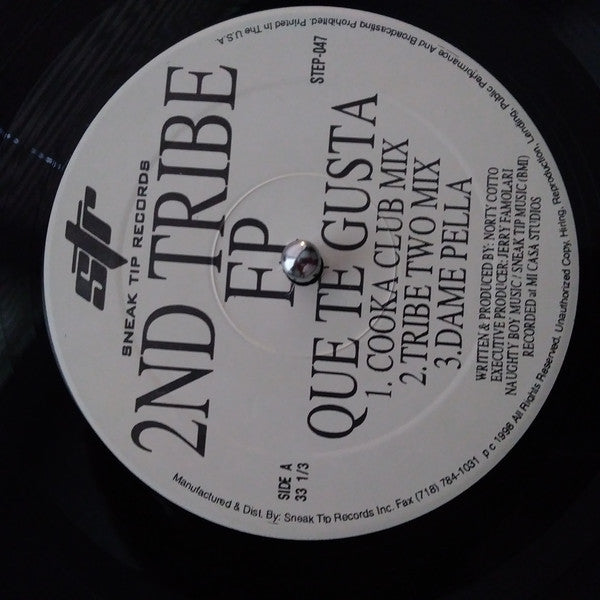 str
SNEAK TIP RECORDS
2ND TRIBE
EP
STEP-047
SIDE A
33 1/3
QUE TE GUSTA
1. COOKA CLUB MIX
2. TRIBE TWO MIX
3. DAME PELLA
WRITTEN & PRODUCED BY: NORTY COTTO
EXECUTIVE PRODUCER: JERRY FAMOLARI
NAUGHTY BOY MUSIC / SNEAK TIP MUSIC (BMI)
RECORDED at MI CASA STUDIOS
Manufactured & Dist. By: Sneak Tip Records Inc. Fax (718) 784-1031 p c 1996 All Rights Reserved, Unauthorized Copy, Hiring, Reproduction, Lending, Public Performance And Broadcasting Prohibited. Printed In The U.S.A.